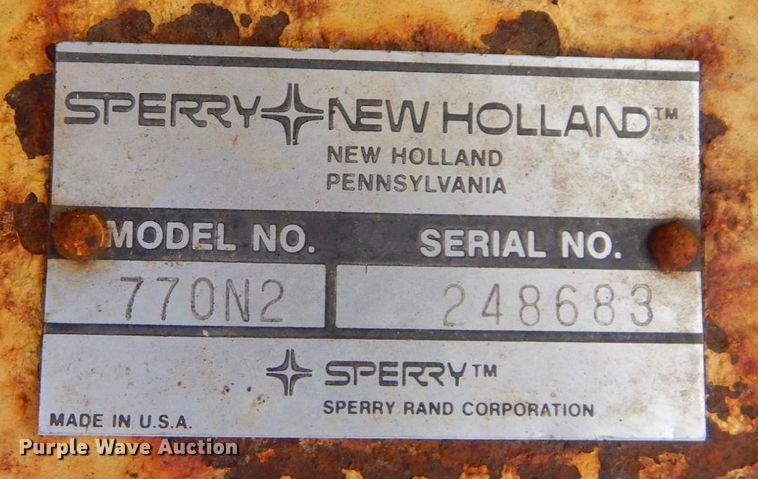 SPERRY NEW HOLLAND™
NEW HOLLAND
PENNSYLVANIA
MODEL NO. SERIAL NO.
770N2 248683
SPERRY™
SPERRY RAND CORPORATION
MADE IN U.S.A.
Purple Wave Auction